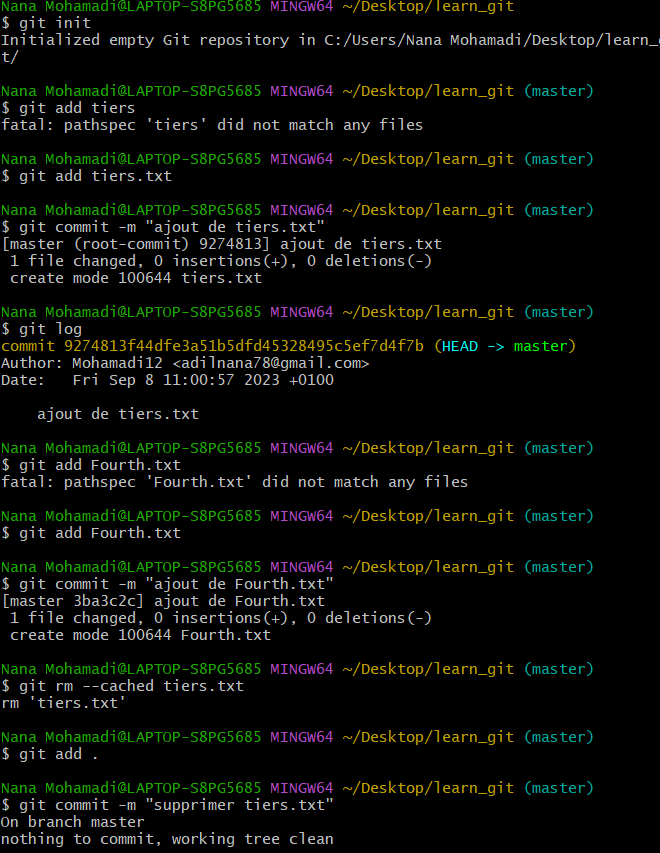 Nana Mohamadi@LAPTOP-S8PG5685 MINGW64 ~/Desktop/learn_git
$ git init
Initialized empty Git repository in C:/Users/Nana Mohamadi/Desktop/learn_
t/
Nana Mohamadi@LAPTOP-S8PG5685 MINGW64 ~/Desktop/learn_git (master)
$ git add tiers
fatal: pathspec 'tiers' did not match any files
Nana Mohamadi@LAPTOP-S8PG5685 MINGW64 ~/Desktop/learn_git (master)
$ git add tiers.txt
Nana Mohamadi@LAPTOP-S8PG5685 MINGW64 ~/Desktop/learn_git (master)
$ git commit -m "ajout de tiers.txt"
[master (root-commit) 9274813] ajout de tiers.txt
 1 file changed, 0 insertions(+), 0 deletions(-)
 create mode 100644 tiers.txt
Nana Mohamadi@LAPTOP-S8PG5685 MINGW64 ~/Desktop/learn_git (master)
$ git log
commit 9274813f44dfe3a51b5dfd45328495c5ef7d4f7b (HEAD -> master)
Author: Mohamadi12 <adilnana78@gmail.com>
Date:   Fri Sep 8 11:00:57 2023 +0100
    ajout de tiers.txt
Nana Mohamadi@LAPTOP-S8PG5685 MINGW64 ~/Desktop/learn_git (master)
$ git add Fourth.txt
fatal: pathspec 'Fourth.txt' did not match any files
Nana Mohamadi@LAPTOP-S8PG5685 MINGW64 ~/Desktop/learn_git (master)
$ git add Fourth.txt
Nana Mohamadi@LAPTOP-S8PG5685 MINGW64 ~/Desktop/learn_git (master)
$ git commit -m "ajout de Fourth.txt"
[master 3ba3c2c] ajout de Fourth.txt
 1 file changed, 0 insertions(+), 0 deletions(-)
 create mode 100644 Fourth.txt
Nana Mohamadi@LAPTOP-S8PG5685 MINGW64 ~/Desktop/learn_git (master)
$ git rm --cached tiers.txt
rm 'tiers.txt'
Nana Mohamadi@LAPTOP-S8PG5685 MINGW64 ~/Desktop/learn_git (master)
$ git add .
Nana Mohamadi@LAPTOP-S8PG5685 MINGW64 ~/Desktop/learn_git (master)
$ git commit -m "supprimer tiers.txt"
On branch master
nothing to commit, working tree clean